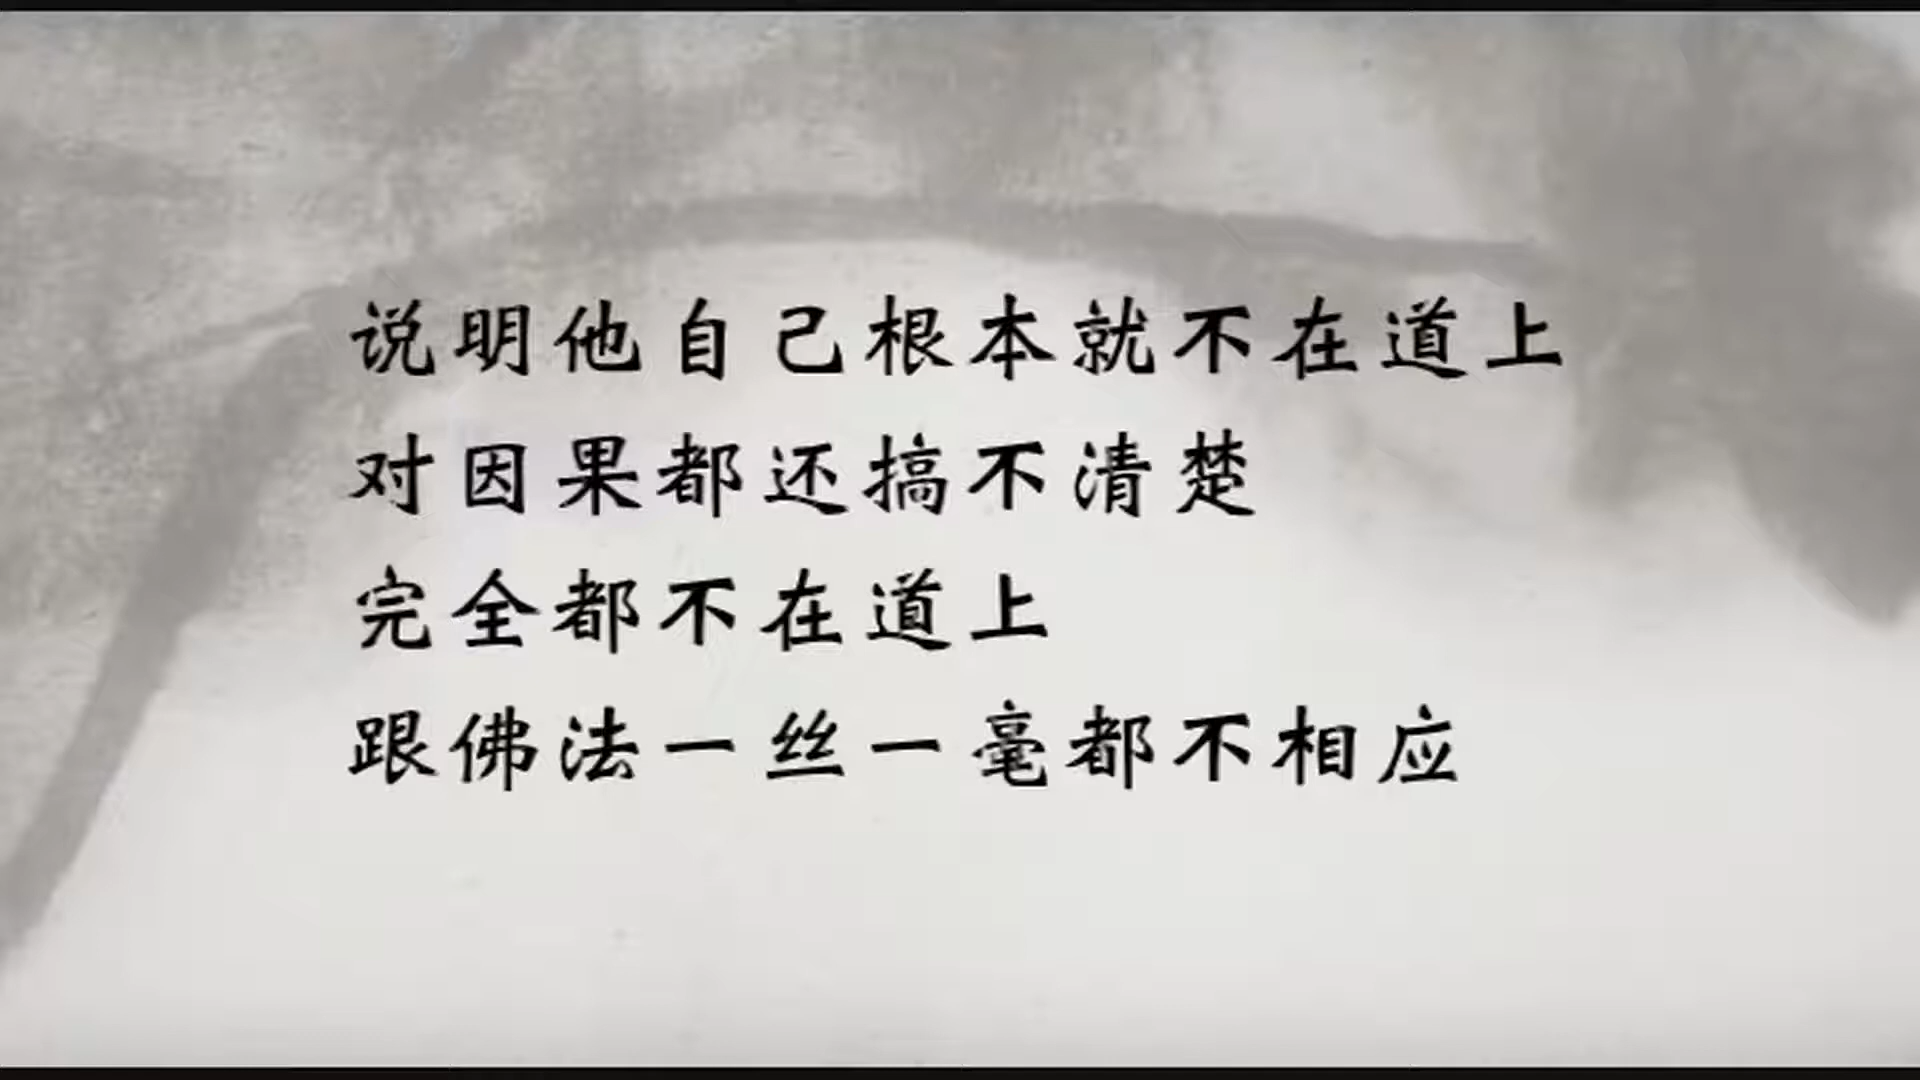 说明他自己根本就不在道上
对因果都还搞不清楚
完全都不在道上
跟佛法一丝一毫都不相应